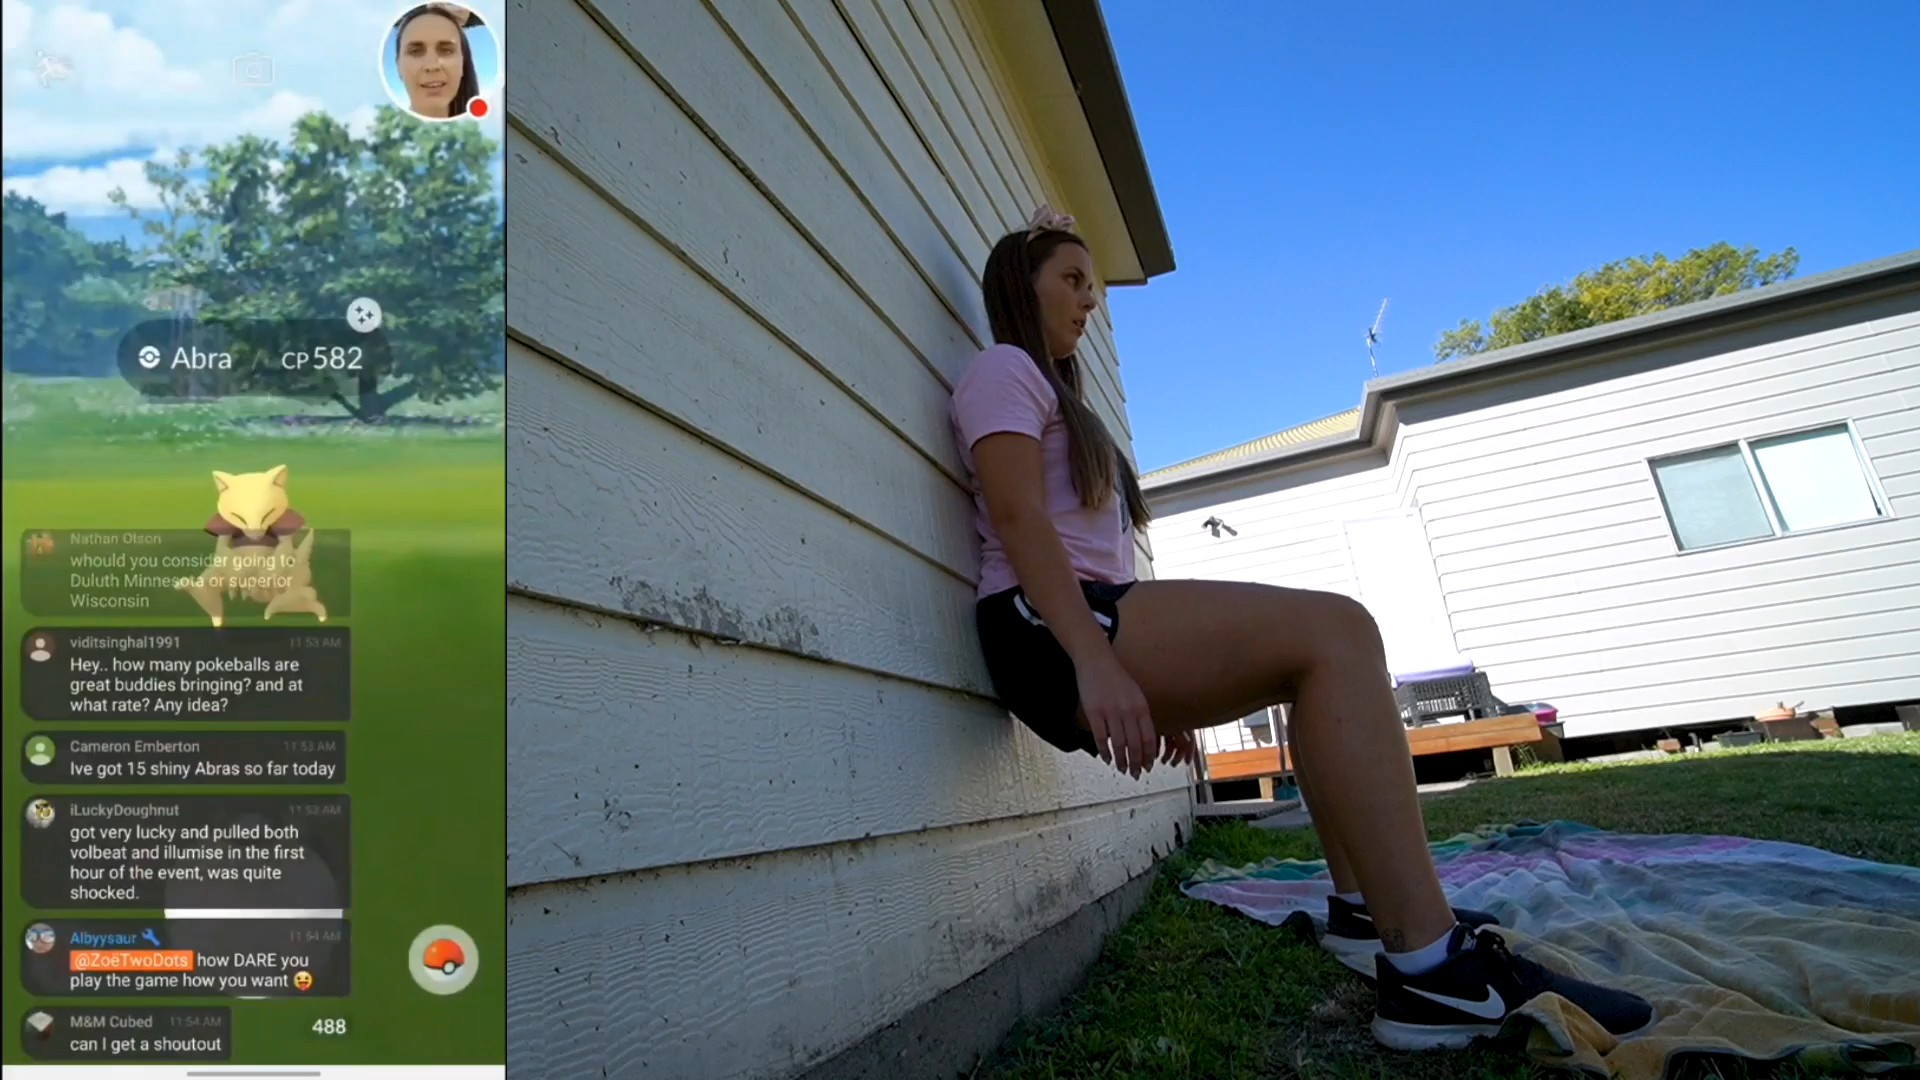 Abra / CP582
Nathan Olson
whould you consider going to
Duluth Minnesota or superior
Wisconsin
viditsinghal1991 11:53 AM
Hey.. how many pokeballs are
great buddies bringing? and at
what rate? Any idea?
Cameron Emberton 11:53 AM
Ive got 15 shiny Abras so far today
iLuckyDoughnut 11:53 AM
got very lucky and pulled both
volbeat and illumise in the first
hour of the event, was quite
shocked.
Albyysaur 11:54 AM
@ZoëTwoDots how DARE you
play the game how you want 😜
M&M Cubed 11:54 AM
can I get a shoutout
488